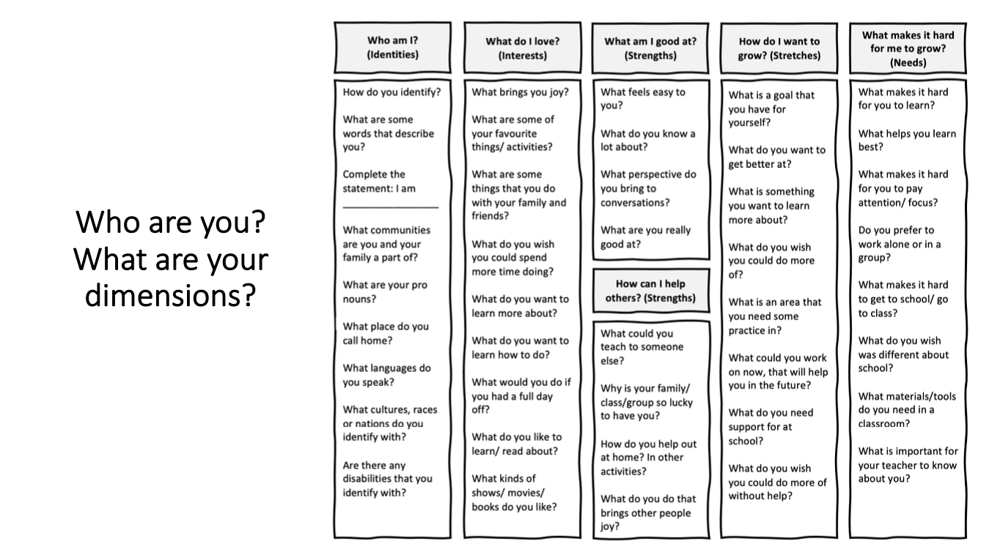 Who are you?
What are your
dimensions?
Who am I?
(Identities)
How do you identify?
What are some
words that describe
you?
Complete the
statement: I am
____________________
What communities
are you and your
family a part of?
What are your pro
nouns?
What place do you
call home?
What languages do
you speak?
What cultures, races
or nations do you
identify with?
Are there any
disabilities that you
identify with?
What do I love?
(Interests)
What brings you joy?
What are some of
your favourite
things/ activities?
What are some
things that you do
with your family and
friends?
What do you wish
you could spend
more time doing?
What do you want to
learn more about?
What do you want to
learn how to do?
What would you do if
you had a full day
off?
What do you like to
learn/ read about?
What kinds of
shows/ movies/
books do you like?
What am I good at?
(Strengths)
What feels easy to
you?
What do you know a
lot about?
What perspective do
you bring to
conversations?
What are you really
good at?
How can I help
others? (Strengths)
What could you
teach to someone
else?
Why is your family/
class/group so lucky
to have you?
How do you help out
at home? In other
activities?
What do you do that
brings other people
joy?
How do I want to
grow? (Stretches)
What is a goal that
you have for
yourself?
What do you want to
get better at?
What is something
you want to learn
more about?
What do you wish
you could do more
of?
What is an area that
you need some
practice in?
What could you work
on now, that will help
you in the future?
What do you need
support for at
school?
What do you wish
you could do more of
without help?
What makes it hard
for me to grow?
(Needs)
What makes it hard
for you to learn?
What helps you learn
best?
What makes it hard
for you to pay
attention/ focus?
Do you prefer to
work alone or in a
group?
What makes it hard
to get to school/ go
to class?
What do you wish
was different about
school?
What materials/tools
do you need in a
classroom?
What is important for
your teacher to know
about you?